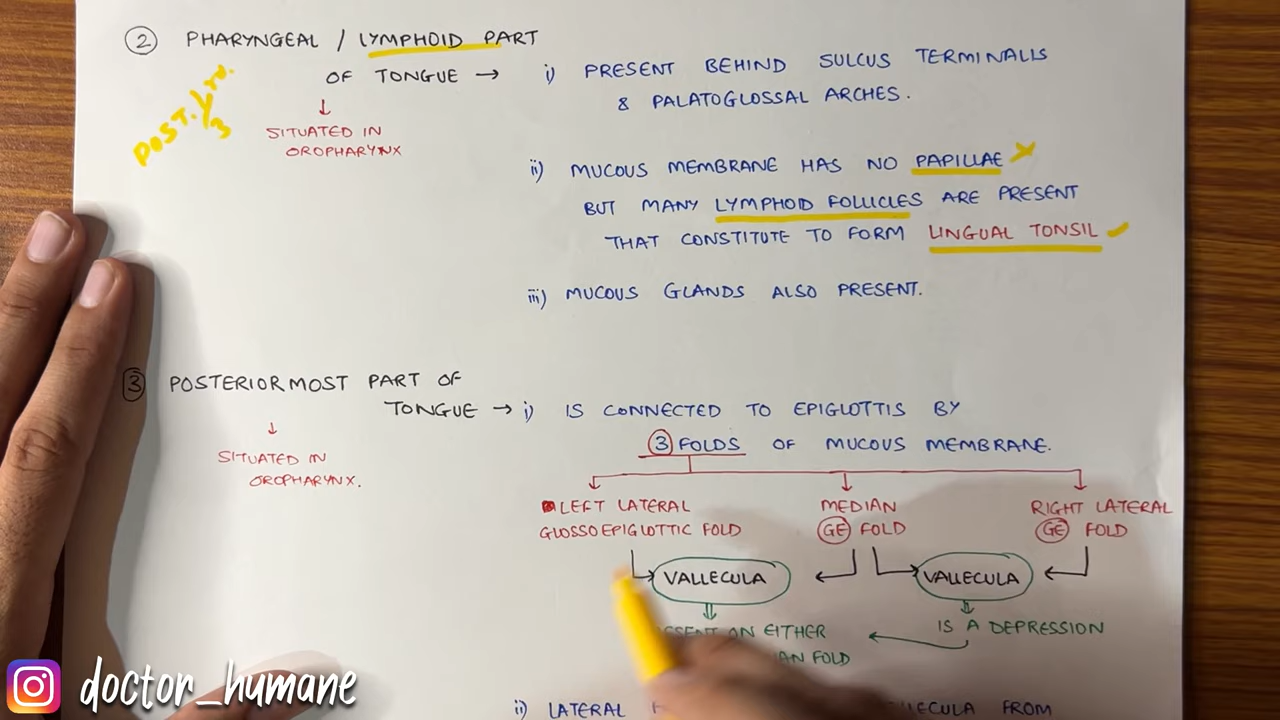 ② PHARYNGEAL / LYMPHOID PART
OF TONGUE → i) PRESENT BEHIND SULCUS TERMINALIS
& PALATOGLOSSAL ARCHES.
POST. 1/3 rd.
↓
SITUATED IN
OROPHARYNX
ii) MUCOUS MEMBRANE HAS NO PAPILLAE
BUT MANY LYMPHOID FOLLICLES ARE PRESENT
THAT CONSTITUTE TO FORM LINGUAL TONSIL
iii) MUCOUS GLANDS ALSO PRESENT.
③ POSTERIORMOST PART OF
TONGUE → i) IS CONNECTED TO EPIGLOTTIS BY
③ FOLDS OF MUCOUS MEMBRANE.
↓
SITUATED IN
OROPHARYNX.
LEFT LATERAL
GLOSSOEPIGLOTTIC FOLD
MEDIAN
GE FOLD
RIGHT LATERAL
GE FOLD
VALLECULA
VALLECULA
ON EITHER
FOLD
IS A DEPRESSION
ii) LATERAL FROM
doctor_humane